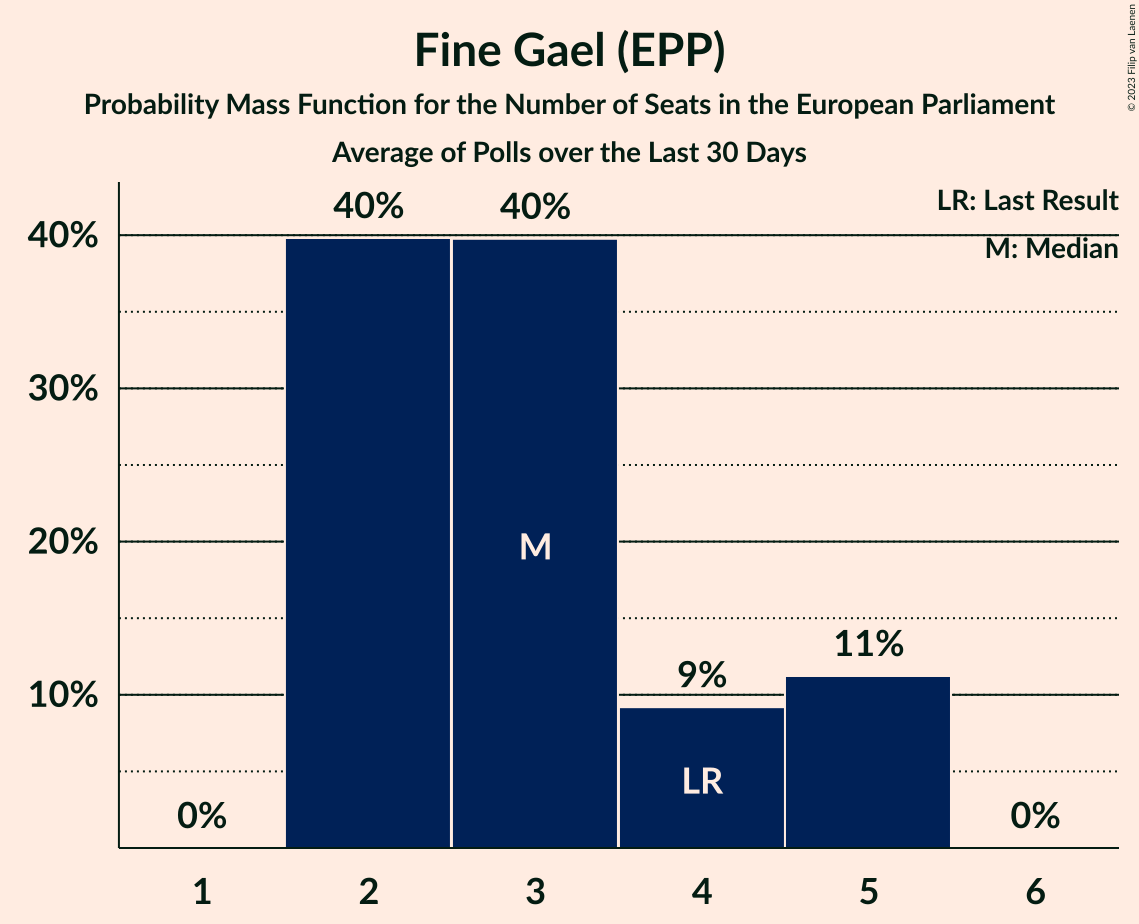 Fine Gael (EPP)
Probability Mass Function for the Number of Seats in the European Parliament
Average of Polls over the Last 30 Days
© 2023 Filip van Laenen
LR: Last Result
M: Median
40%
30%
20%
10%
0%
40%
40%
9%
11%
0%
M
LR
1
2
3
4
5
6